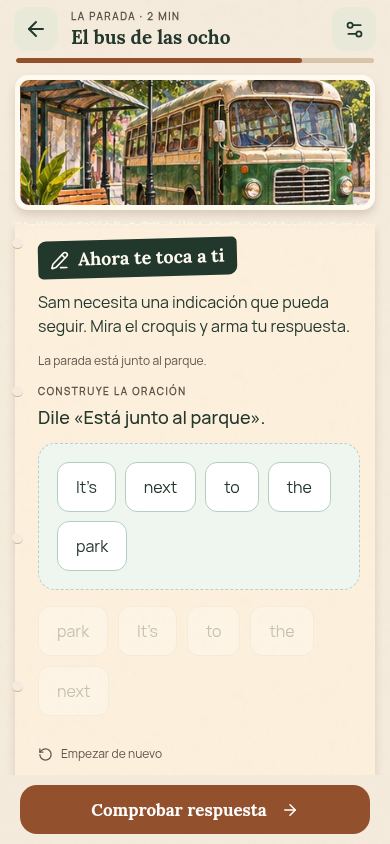 LA PARADA · 2 MIN
El bus de las ocho
Ahora te toca a ti
Sam necesita una indicación que pueda
seguir. Mira el croquis y arma tu respuesta.
La parada está junto al parque.
CONSTRUYE LA ORACIÓN
Dile «Está junto al parque».
It's next to the
park
park It's to the
next
Empezar de nuevo
Comprobar respuesta